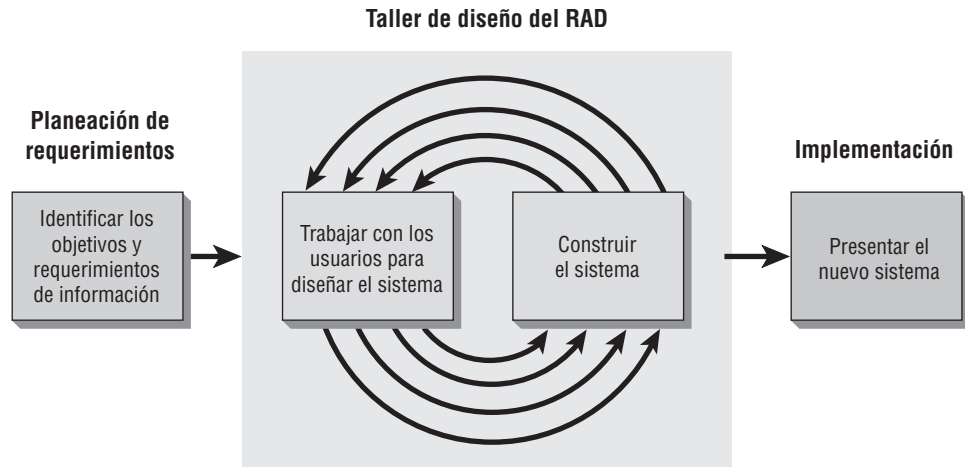 Taller de diseño del RAD
Planeación de
requerimientos
Identificar los
objetivos y
requerimientos
de información
Trabajar con los
usuarios para
diseñar el sistema
Construir
el sistema
Implementación
Presentar el
nuevo sistema